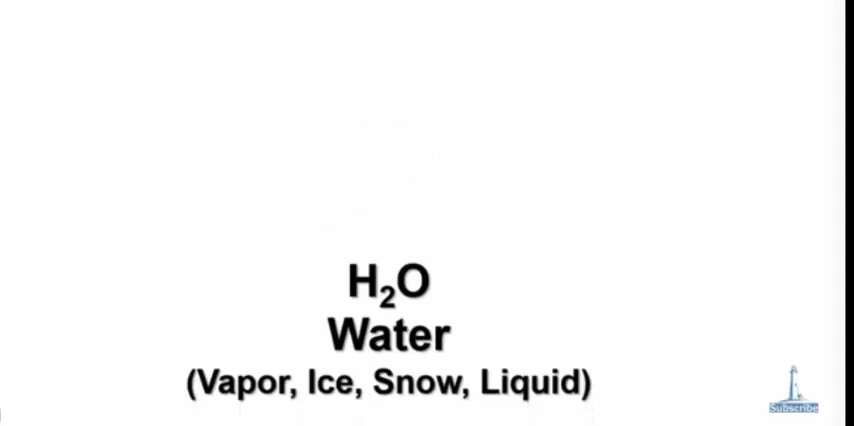 H₂O
Water
(Vapor, Ice, Snow, Liquid)
Subscribe